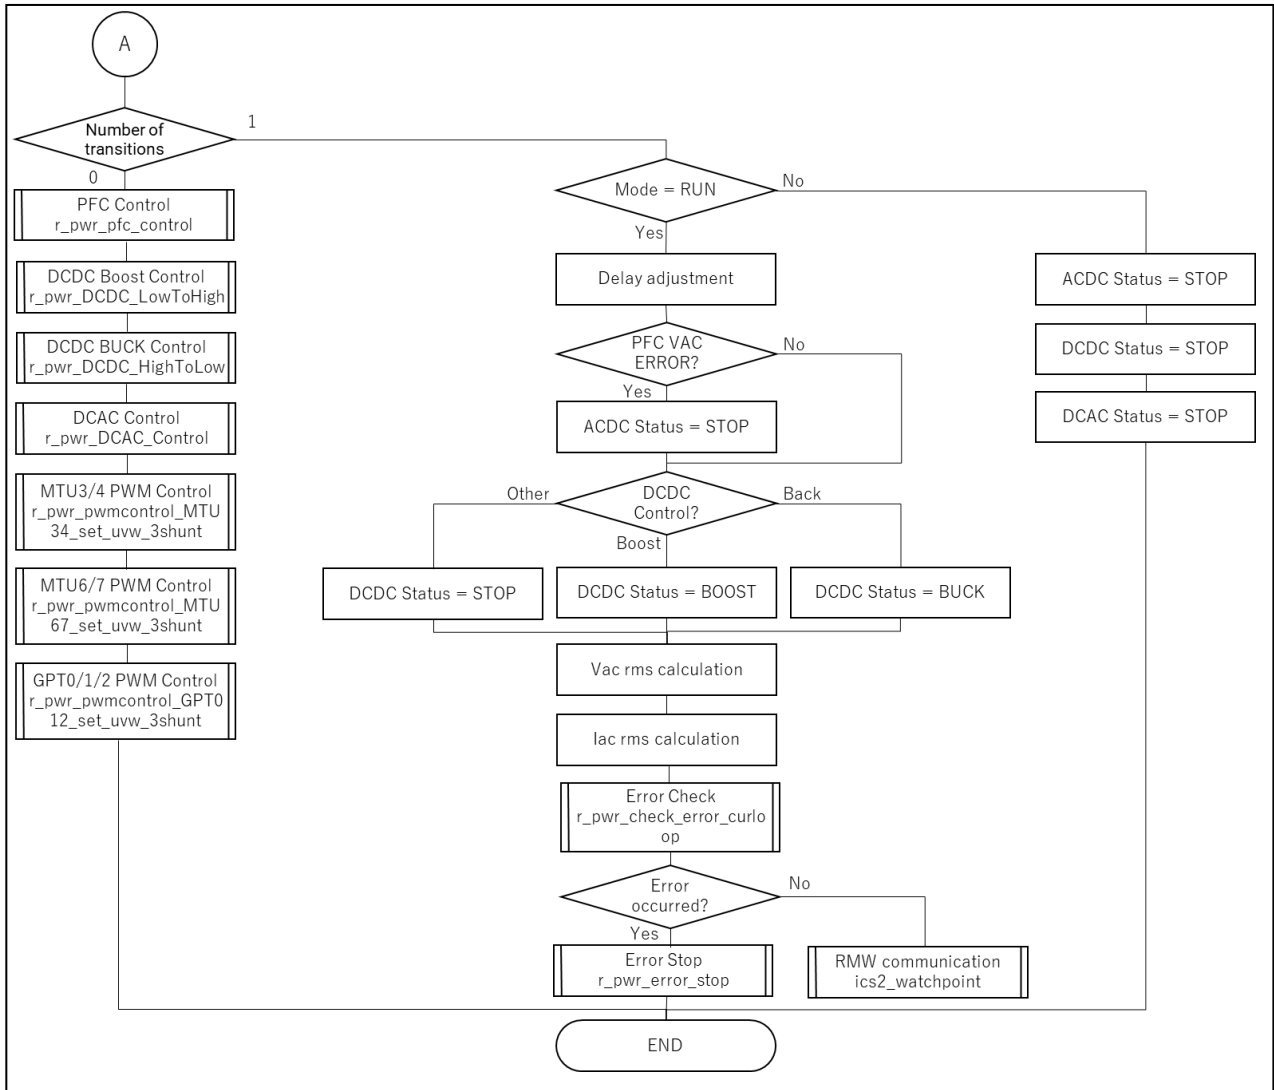 A
Number of
transitions
1
0
PFC Control
r_pwr_pfc_control
DCDC Boost Control
r_pwr_DCDC_LowToHigh
DCDC BUCK Control
r_pwr_DCDC_HighToLow
DCAC Control
r_pwr_DCAC_Control
MTU3/4 PWM Control
r_pwr_pwmcontrol_MTU
34_set_uvw_3shunt
MTU6/7 PWM Control
r_pwr_pwmcontrol_MTU
67_set_uvw_3shunt
GPT0/1/2 PWM Control
r_pwr_pwmcontrol_GPT0
12_set_uvw_3shunt
Mode = RUN
No
Yes
Delay adjustment
PFC VAC
ERROR?
No
Yes
ACDC Status = STOP
DCDC
Control?
Other
Back
Boost
DCDC Status = STOP
DCDC Status = BOOST
DCDC Status = BUCK
Vac rms calculation
Iac rms calculation
Error Check
r_pwr_check_error_curlo
op
Error
occurred?
No
Yes
Error Stop
r_pwr_error_stop
RMW communication
ics2_watchpoint
ACDC Status = STOP
DCDC Status = STOP
DCAC Status = STOP
END